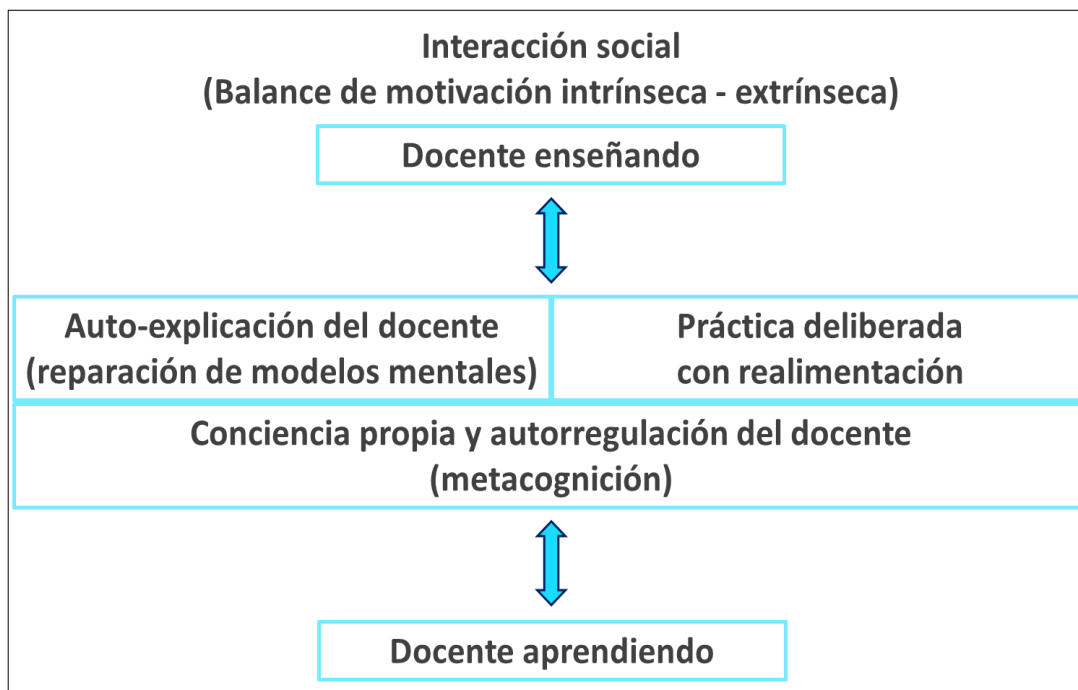 Interacción social
(Balance de motivación intrínseca - extrínseca)
Docente enseñando
Auto-explicación del docente
(reparación de modelos mentales)
Práctica deliberada
con realimentación
Conciencia propia y autorregulación del docente
(metacognición)
Docente aprendiendo